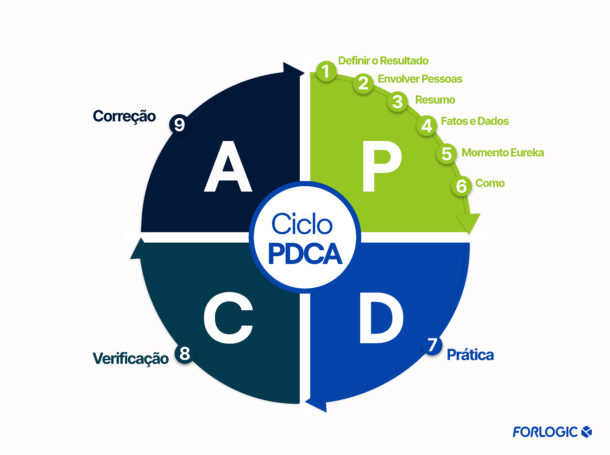 1 Definir o Resultado
2 Envolver Pessoas
3 Resumo
4 Fatos e Dados
5 Momento Eureka
6 Como
Correção 9
A P
Ciclo
PDCA
C D
7 Prática
Verificação 8
FORLOGIC